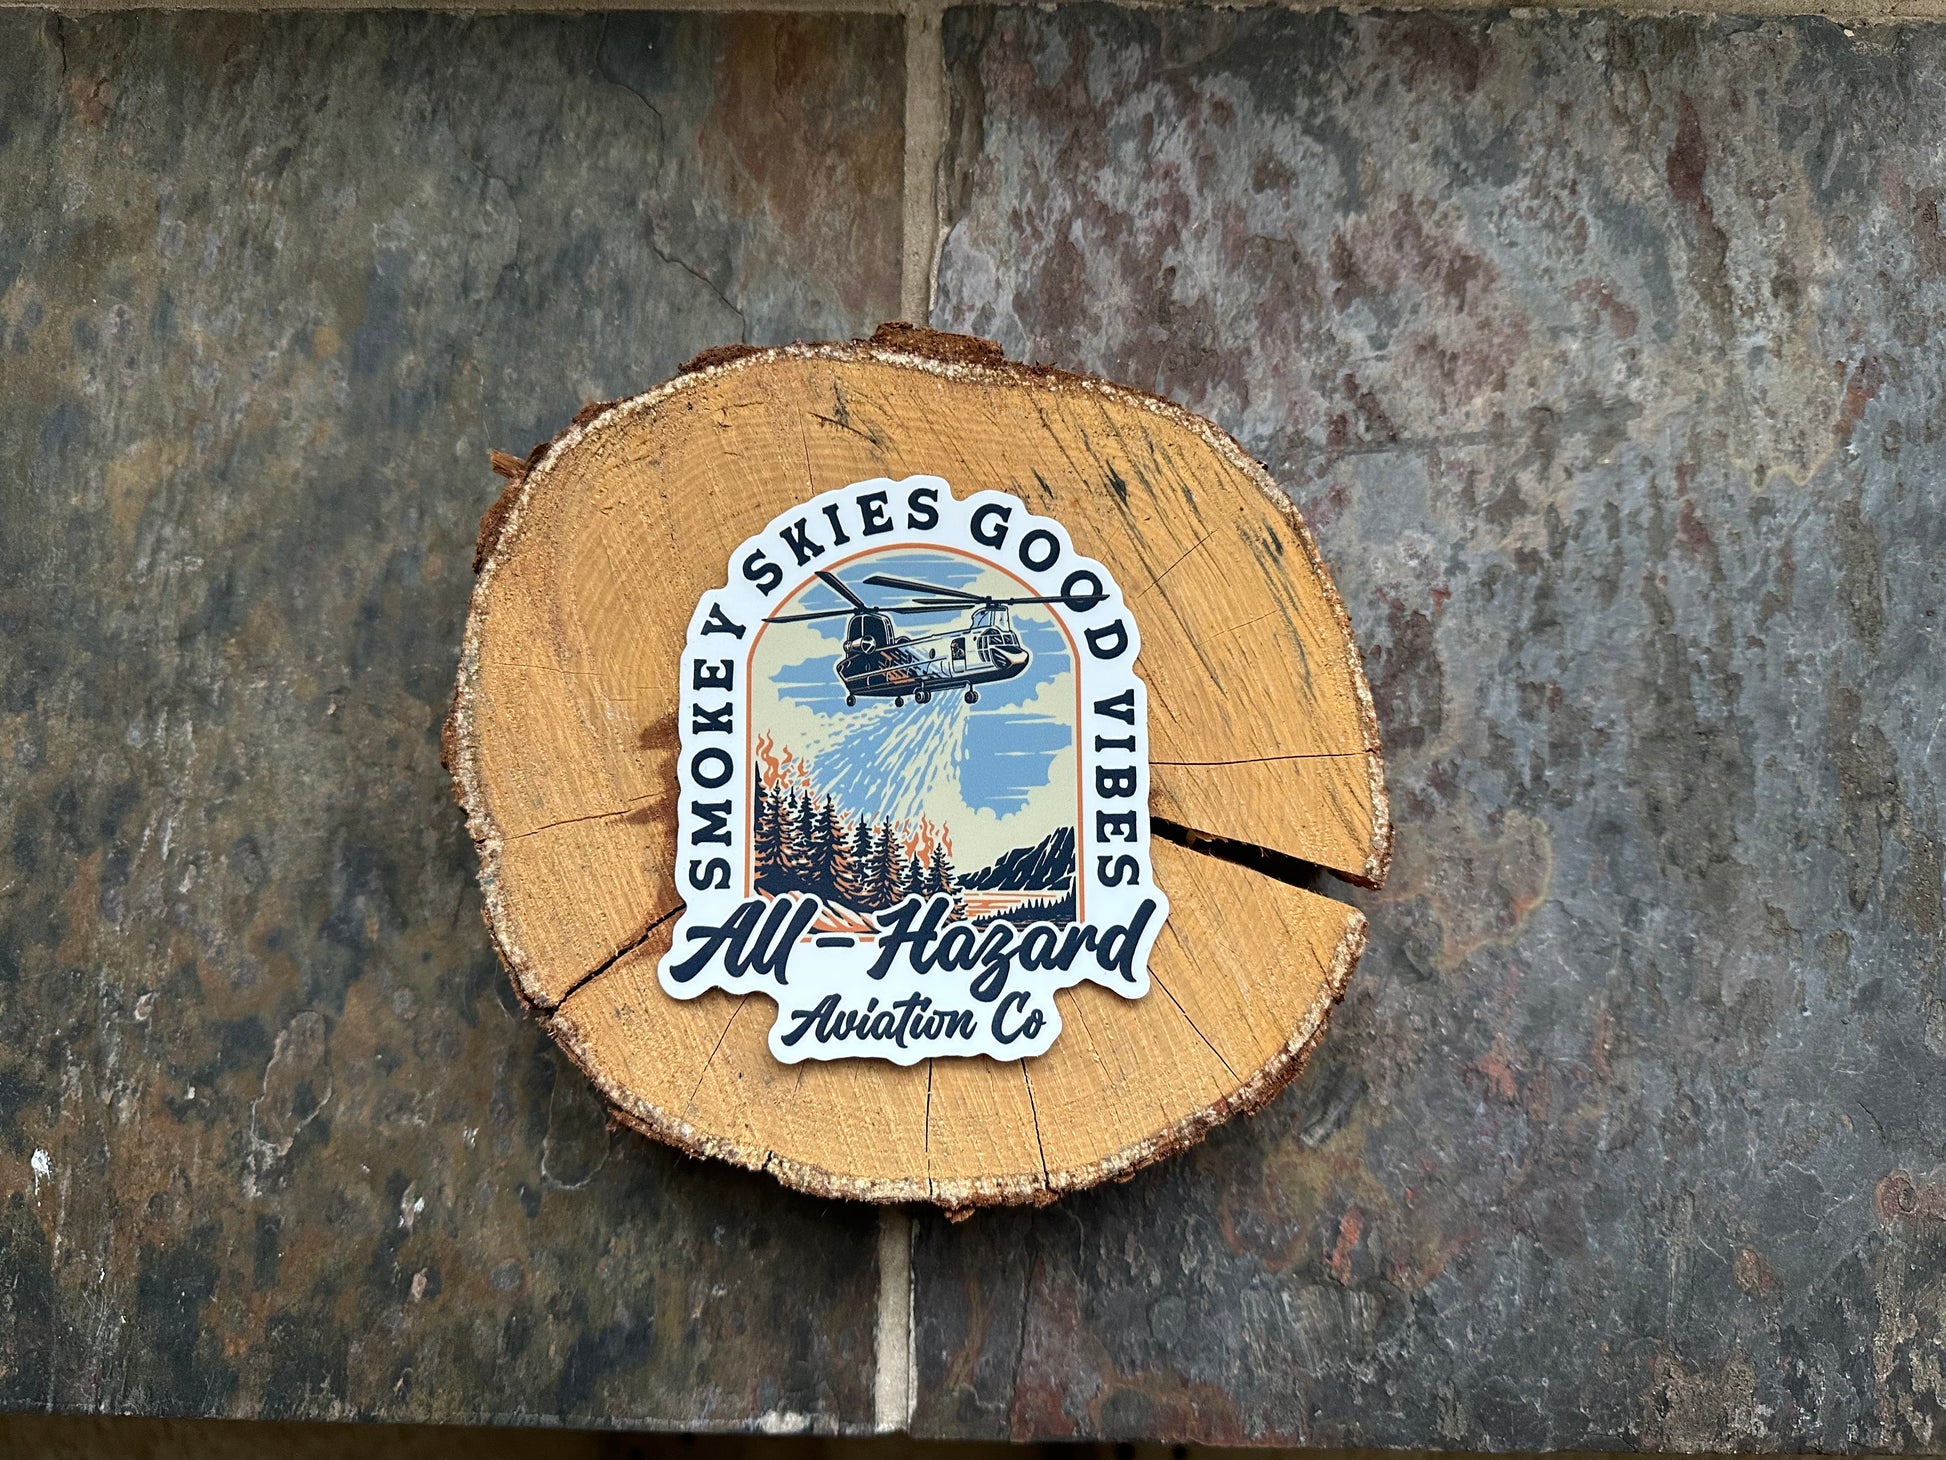 SMOKEY SKIES GOOD VIBES
All-Hazard
Aviation Co